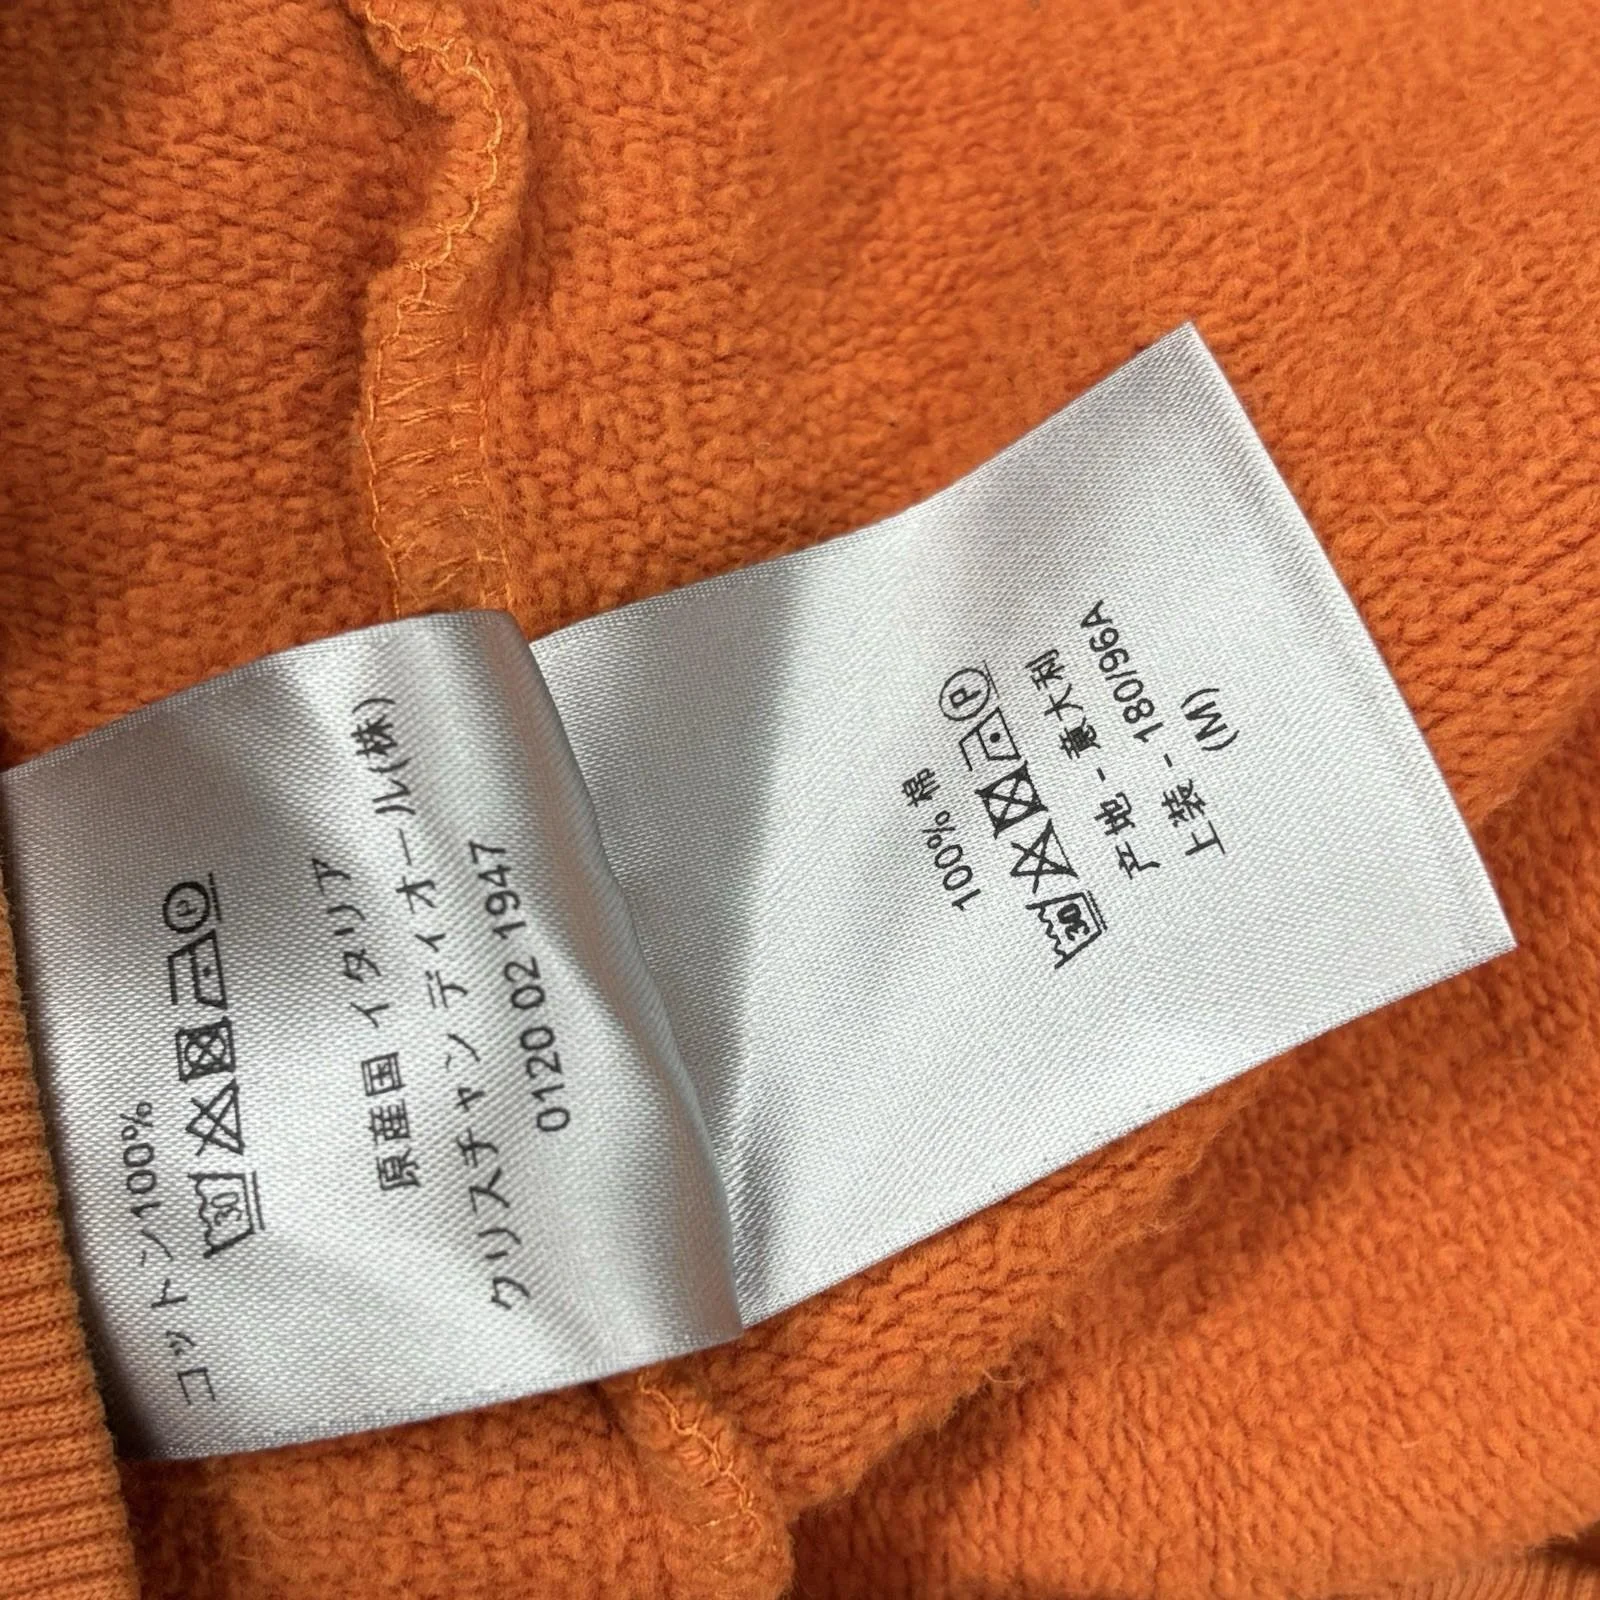 コットン100%
30 P
原産国 イタリア
クリスチャン ディオール(株)
0120 02 1947
100% 棉
30 P
产地 - 意大利
上装 - 180/96A
(M)